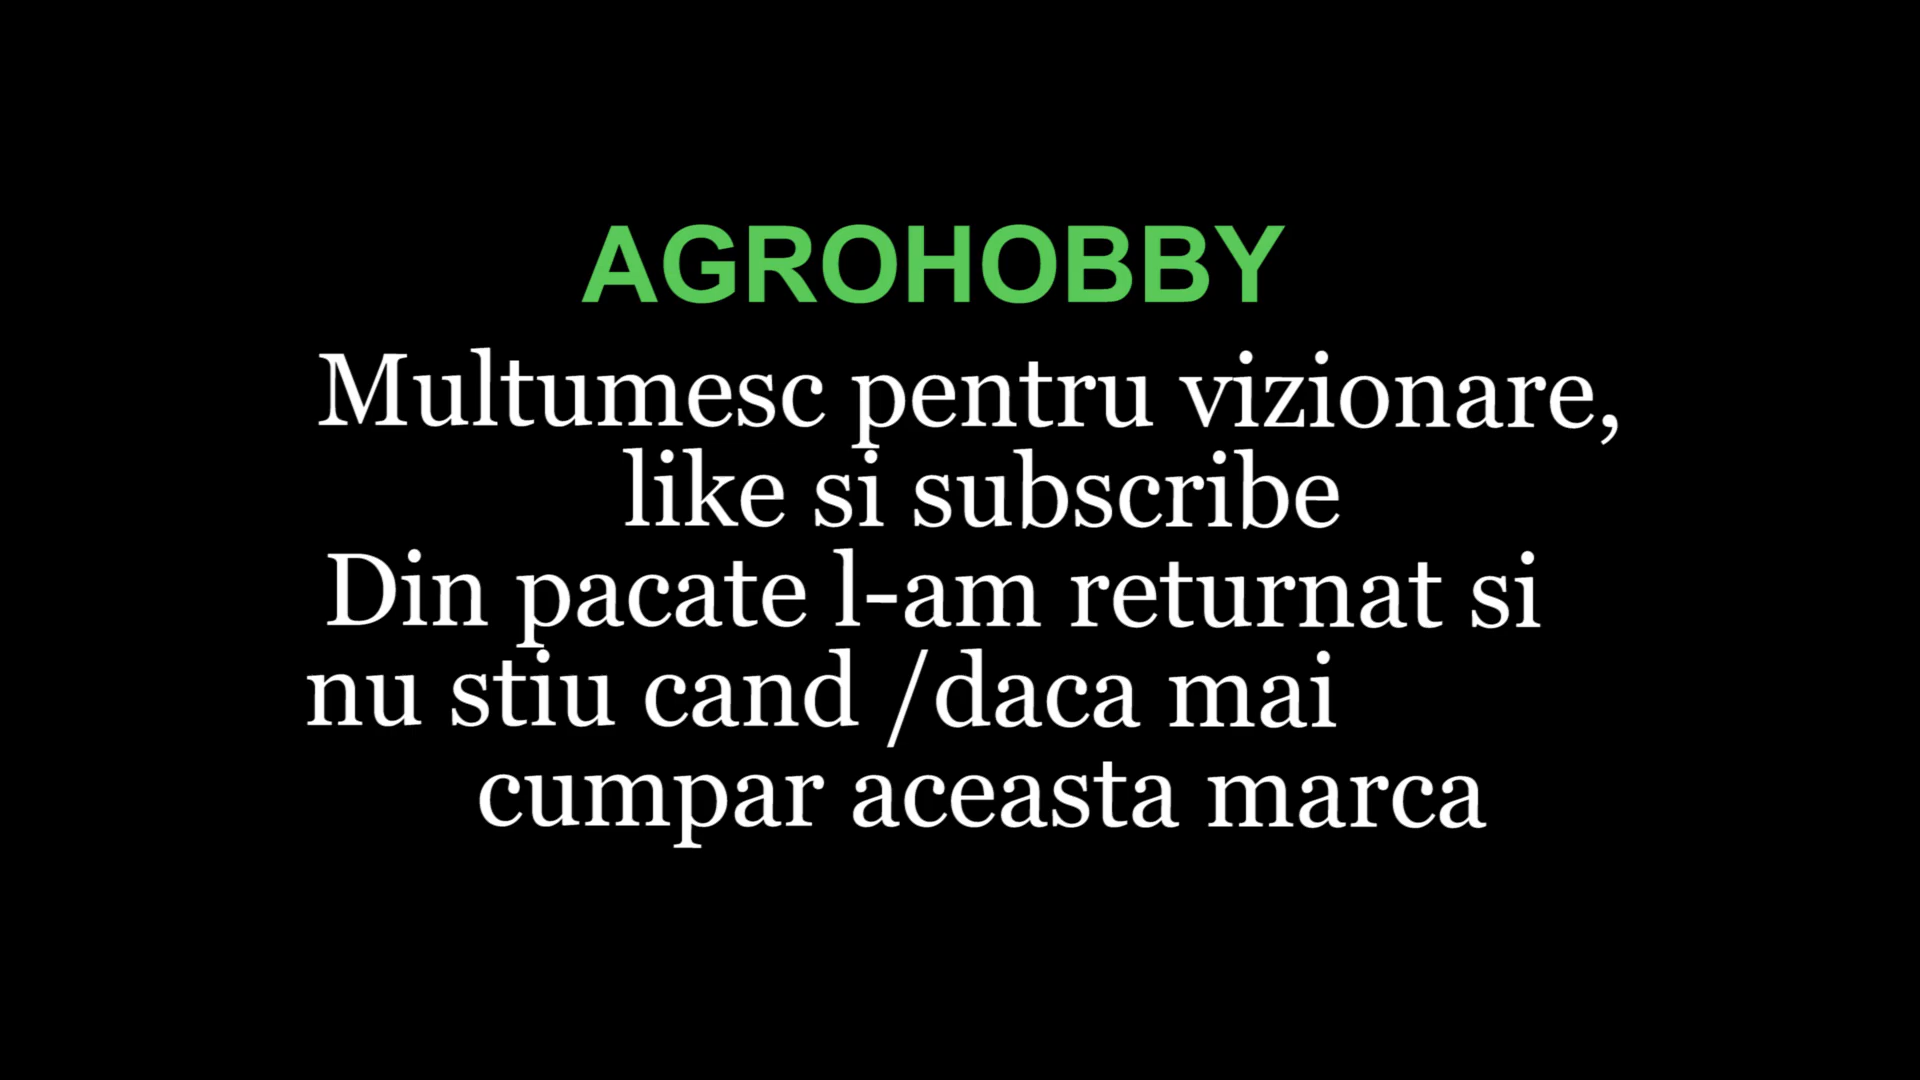 AGROHOBBY
Multumesc pentru vizionare,
like si subscribe
Din pacate l-am returnat si
nu stiu cand /daca mai
cumpar aceasta marca